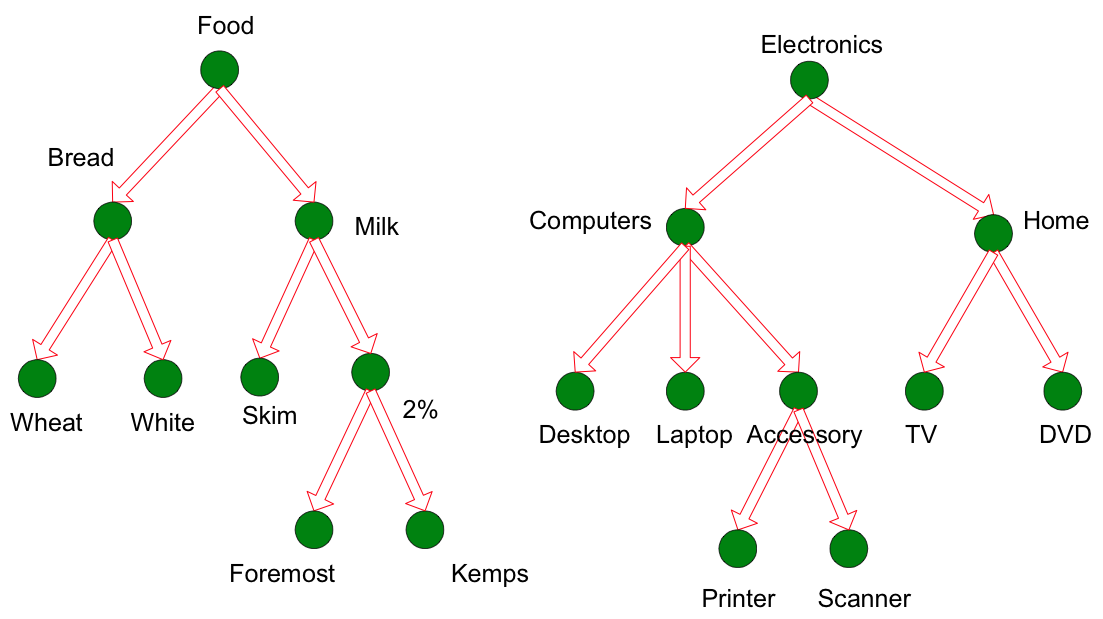 Food
Electronics
Bread
Milk
Computers
Home
Wheat
White
Skim
2%
Desktop
Laptop
Accessory
TV
DVD
Foremost
Kemps
Printer
Scanner